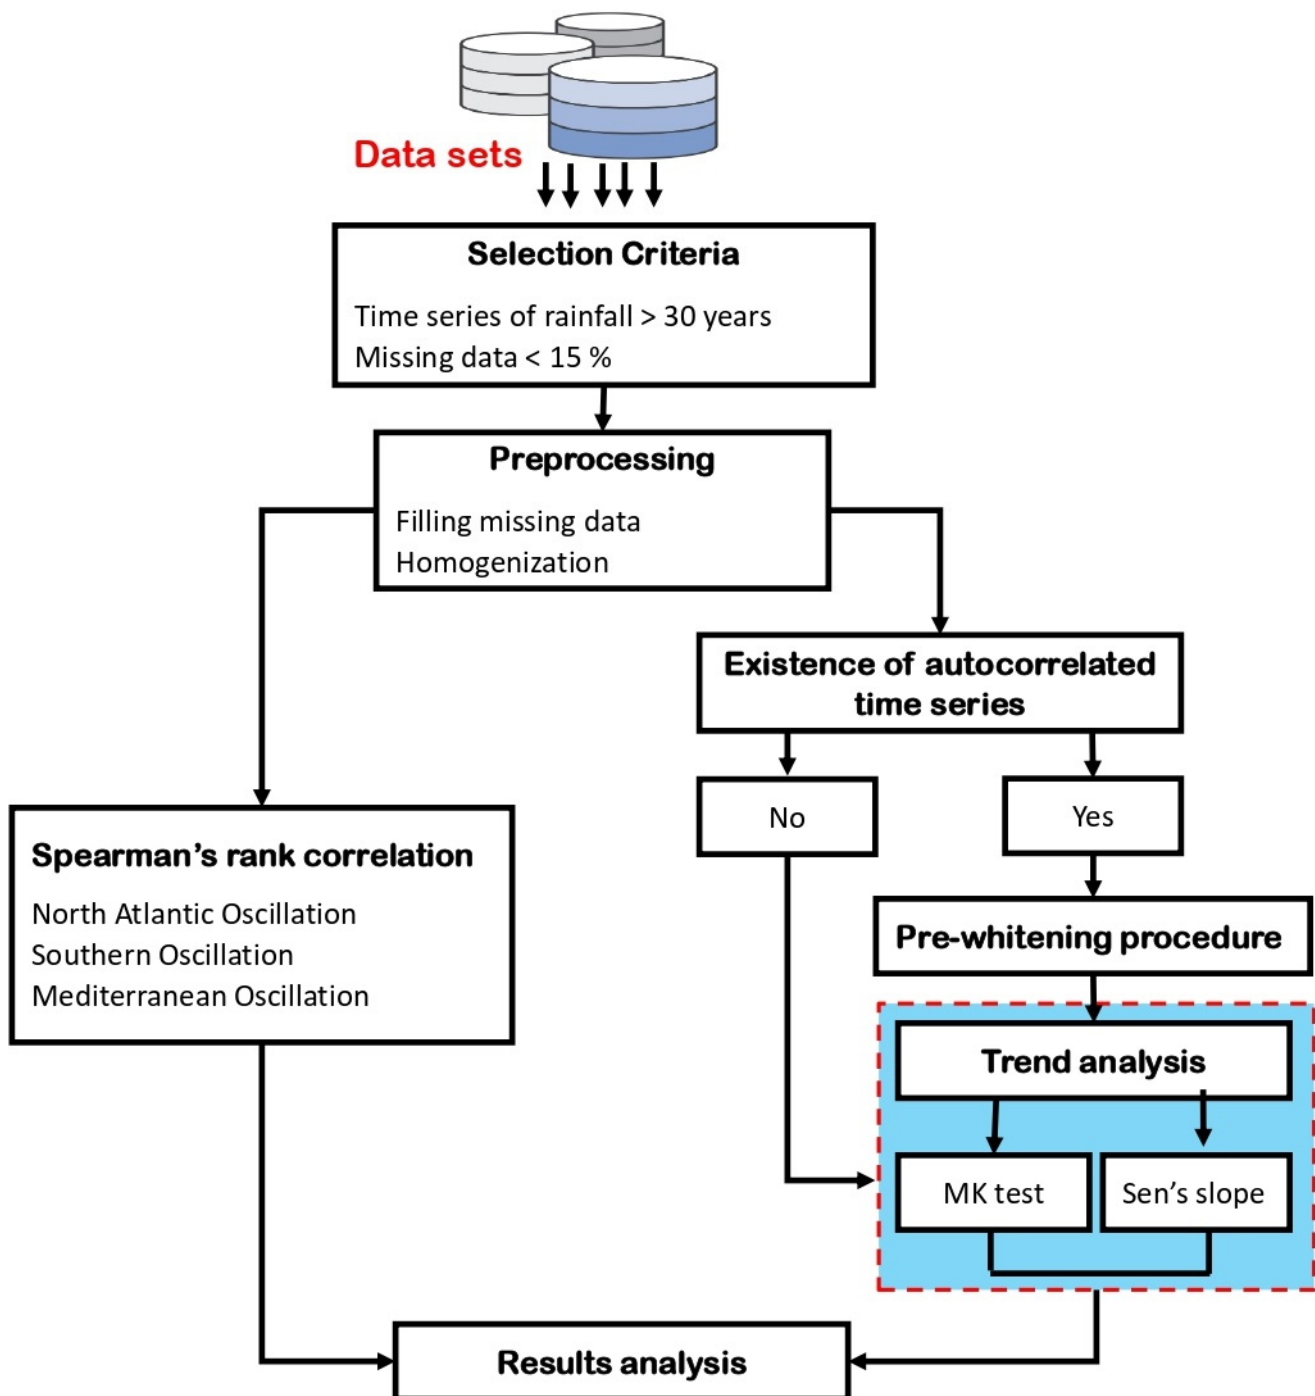 Data sets
Selection Criteria
Time series of rainfall > 30 years
Missing data < 15 %
Preprocessing
Filling missing data
Homogenization
Existence of autocorrelated
time series
No
Yes
Spearman’s rank correlation
North Atlantic Oscillation
Southern Oscillation
Mediterranean Oscillation
Pre-whitening procedure
Trend analysis
MK test
Sen’s slope
Results analysis